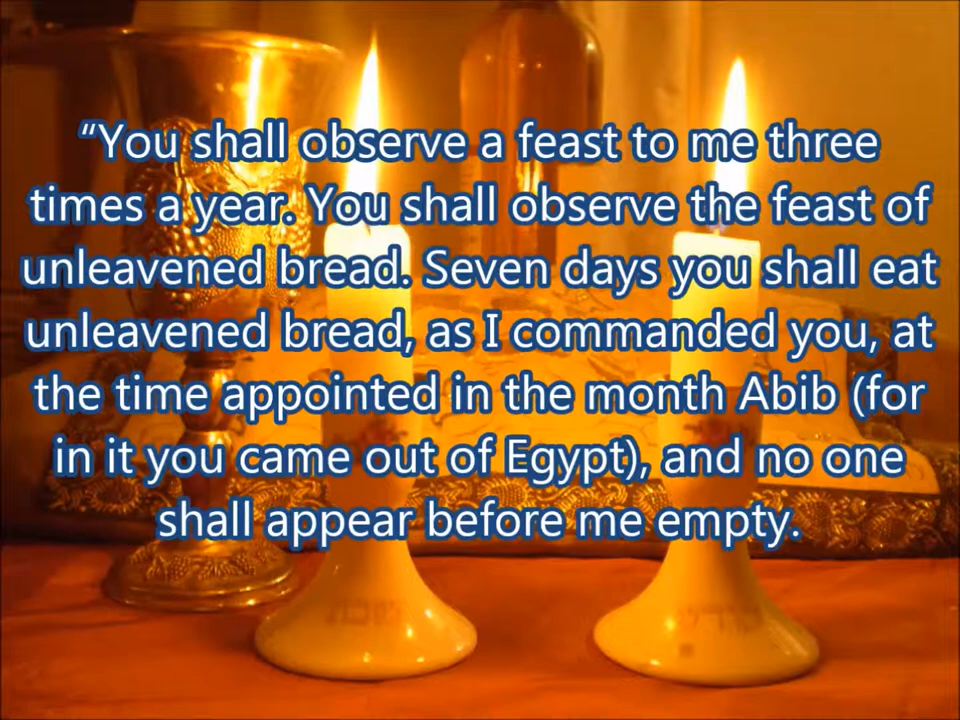 “You shall observe a feast to me three
times a year. You shall observe the feast of
unleavened bread. Seven days you shall eat
unleavened bread, as I commanded you, at
the time appointed in the month Abib (for
in it you came out of Egypt), and no one
shall appear before me empty.